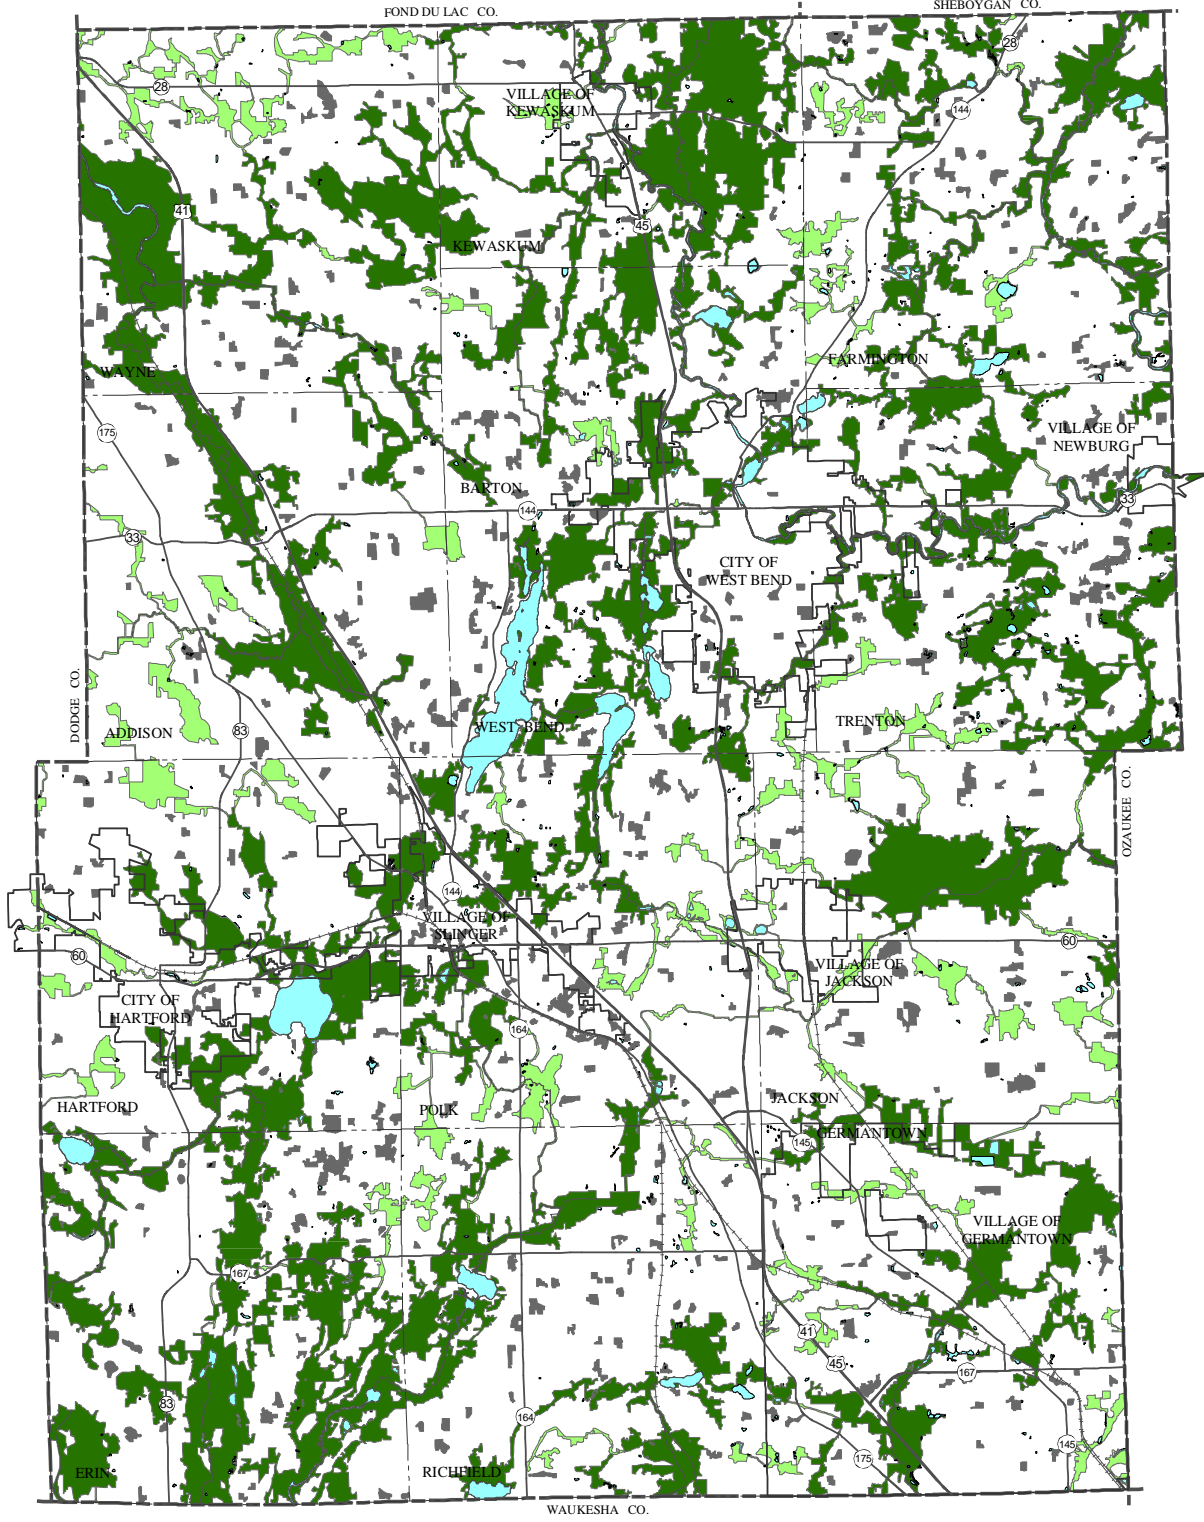 FOND DU LAC CO.
SHEBOYGAN CO.
28
28
VILLAGE OF
KEWASKUM
144
41
45
KEWASKUM
FARMINGTON
WAYNE
175
VILLAGE OF
NEWBURG
BARTON
33
144
33
CITY OF
WEST BEND
DODGE CO.
ADDISON
83
WEST BEND
TRENTON
OZAUKEE CO.
144
VILLAGE OF
SLINGER
60
60
VILLAGE OF
JACKSON
CITY OF
HARTFORD
164
HARTFORD
POLK
JACKSON
GERMANTOWN
145
VILLAGE OF
GERMANTOWN
167
41
45
167
83
164
145
175
ERIN
RICHFIELD
WAUKESHA CO.